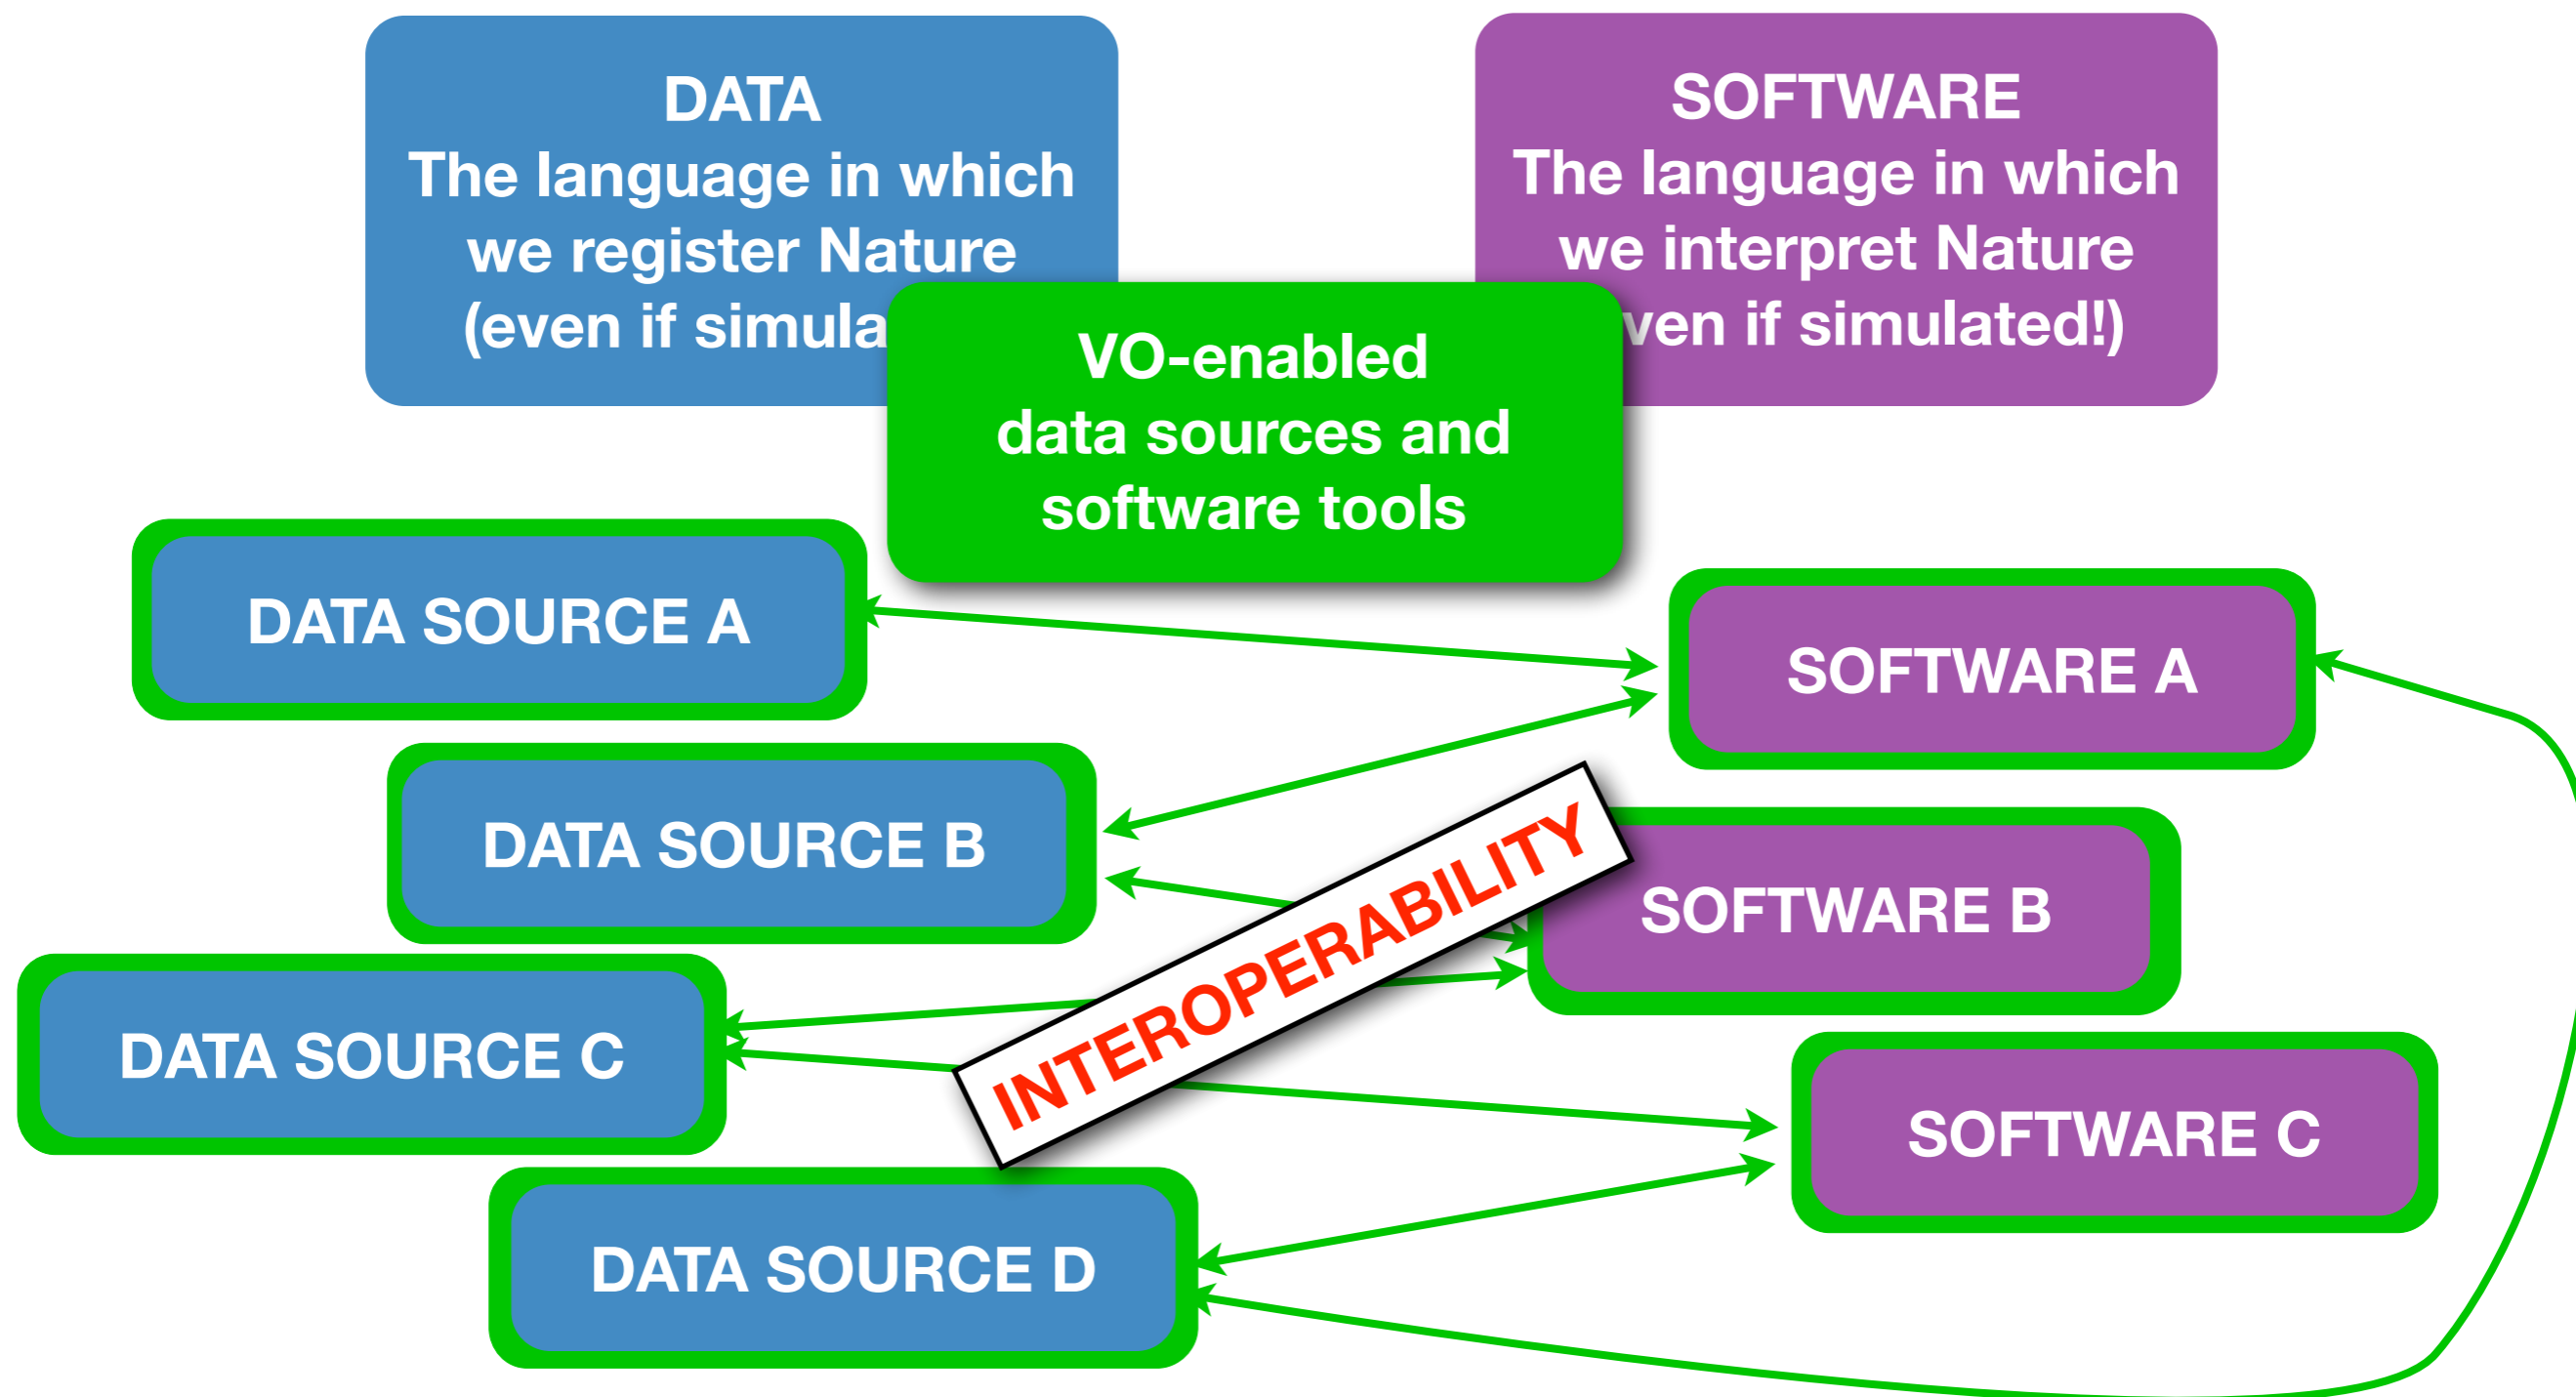 DATA
The language in which
we register Nature
(even if simula
SOFTWARE
The language in which
we interpret Nature
ven if simulated!)
VO-enabled
data sources and
software tools
DATA SOURCE A
SOFTWARE A
DATA SOURCE B
INTEROPERABILITY
SOFTWARE B
DATA SOURCE C
SOFTWARE C
DATA SOURCE D